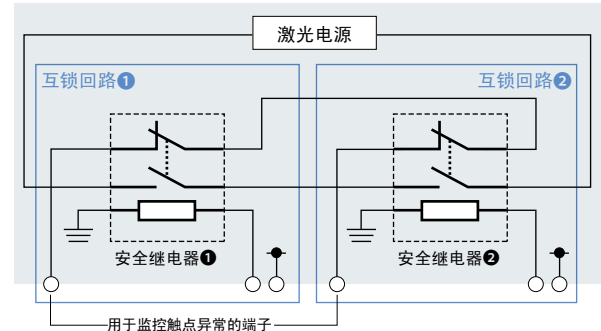 激光电源
互锁回路❶
互锁回路❷
安全继电器❶
安全继电器❷
用于监控触点异常的端子